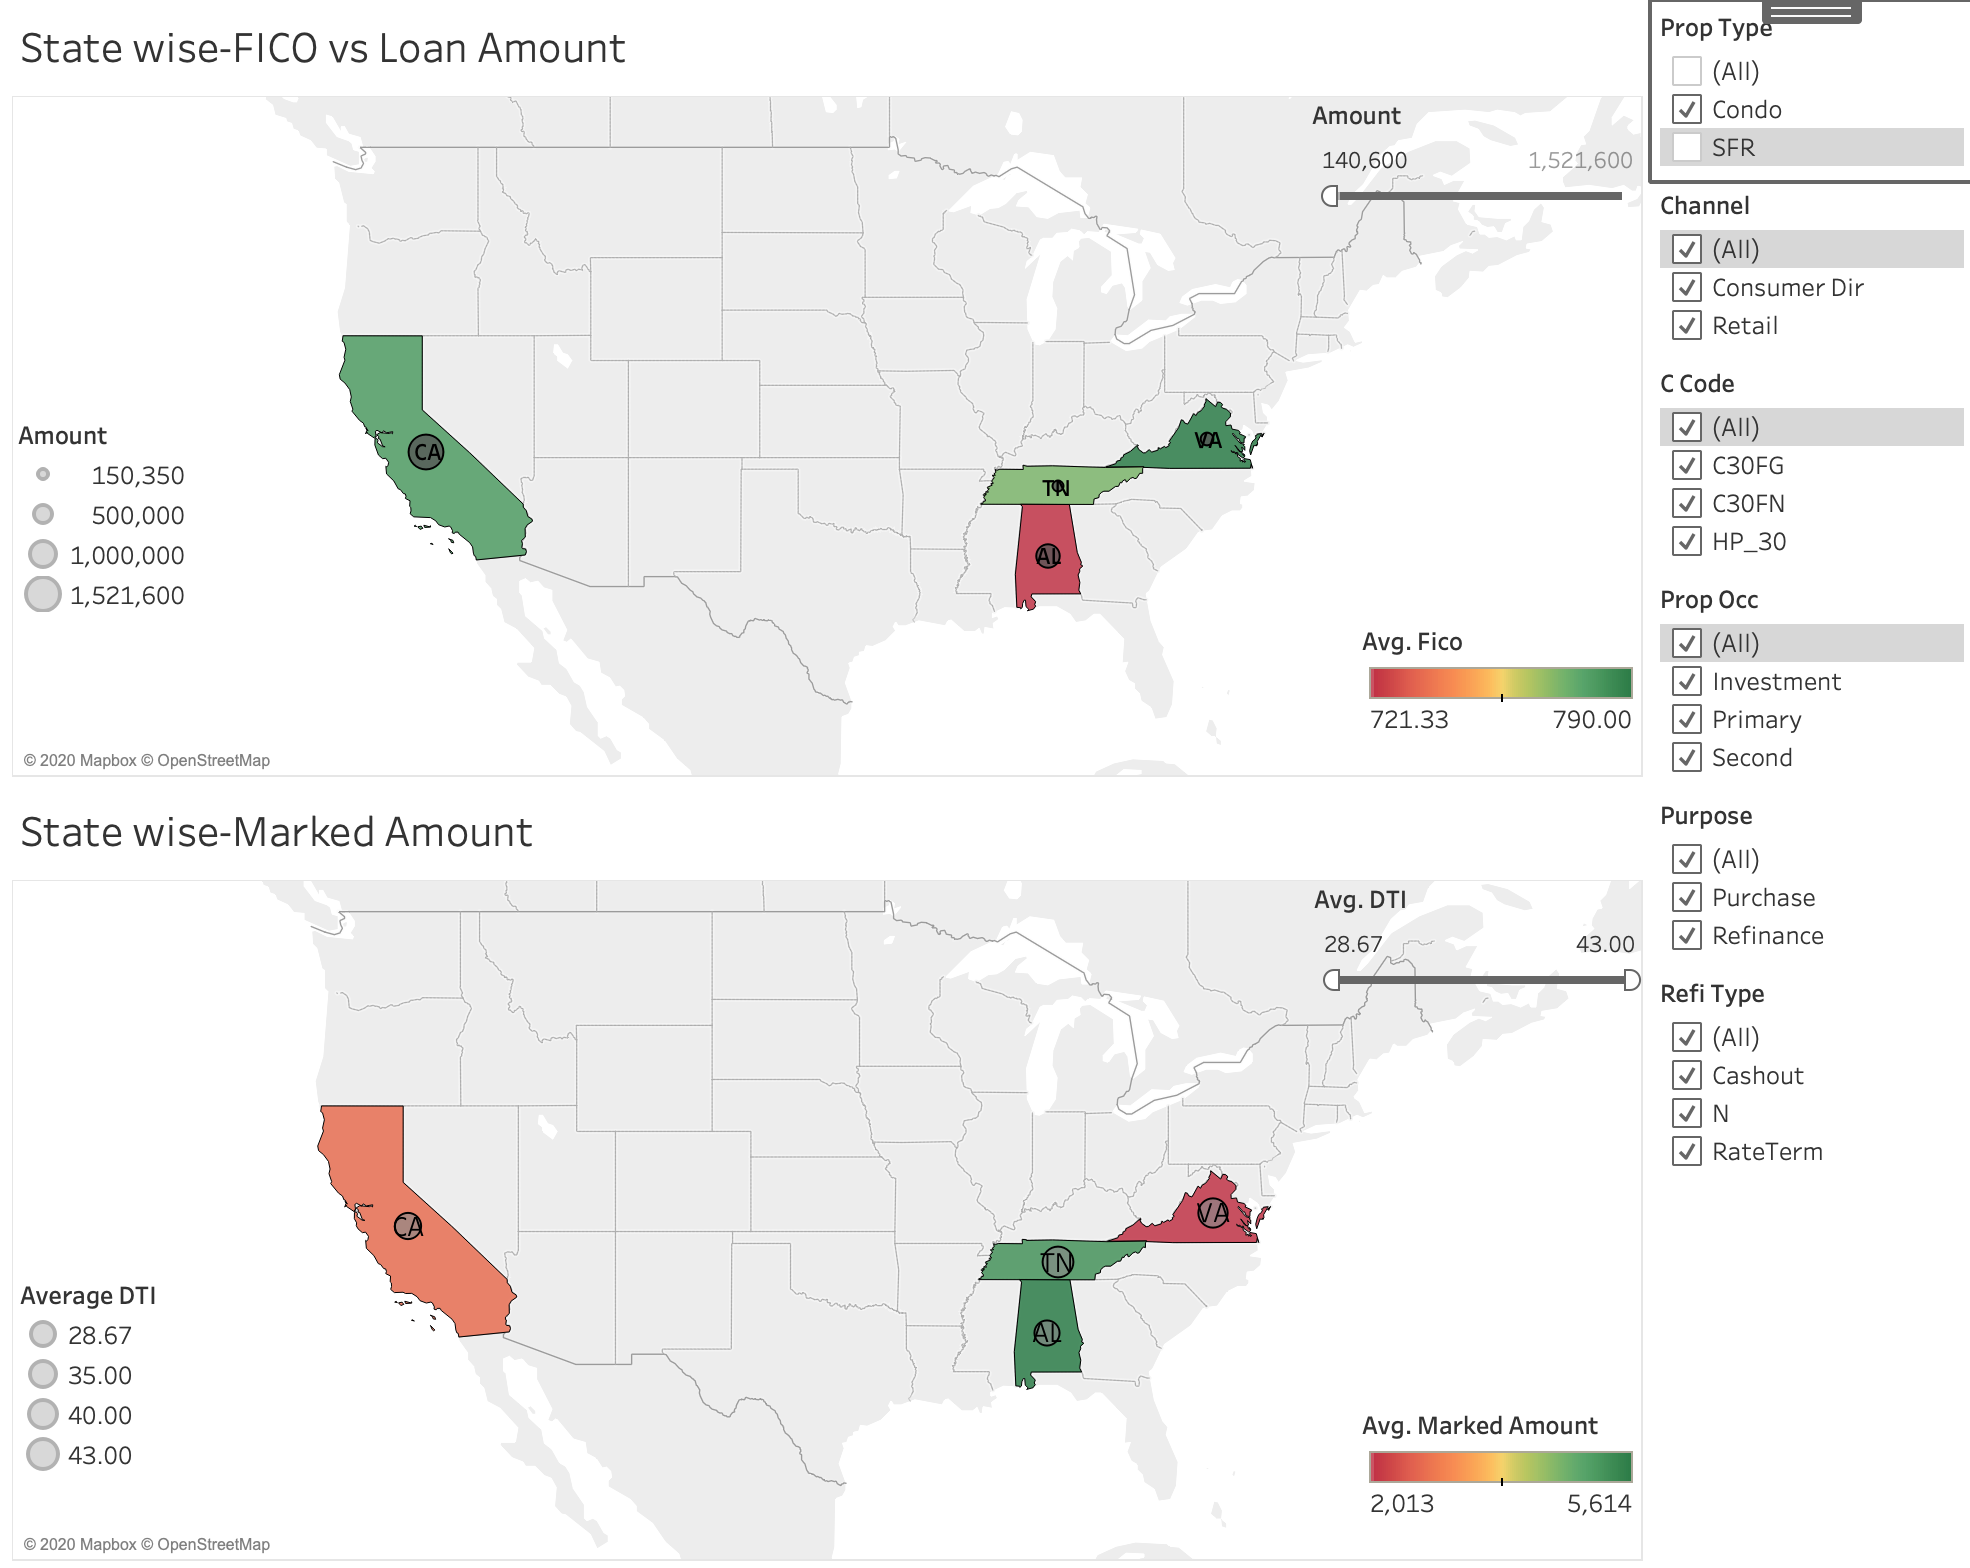 State wise-FICO vs Loan Amount
Amount
140,600 1,521,600
CA
VA
TN
AL
Amount
150,350
500,000
1,000,000
1,521,600
Avg. Fico
721.33 790.00
© 2020 Mapbox © OpenStreetMap
State wise-Marked Amount
Avg. DTI
28.67 43.00
CA
VA
TN
AL
Average DTI
28.67
35.00
40.00
43.00
Avg. Marked Amount
2,013 5,614
© 2020 Mapbox © OpenStreetMap
Prop Type
(All)
Condo
SFR
Channel
(All)
Consumer Dir
Retail
C Code
(All)
C30FG
C30FN
HP_30
Prop Occ
(All)
Investment
Primary
Second
Purpose
(All)
Purchase
Refinance
Refi Type
(All)
Cashout
N
RateTerm